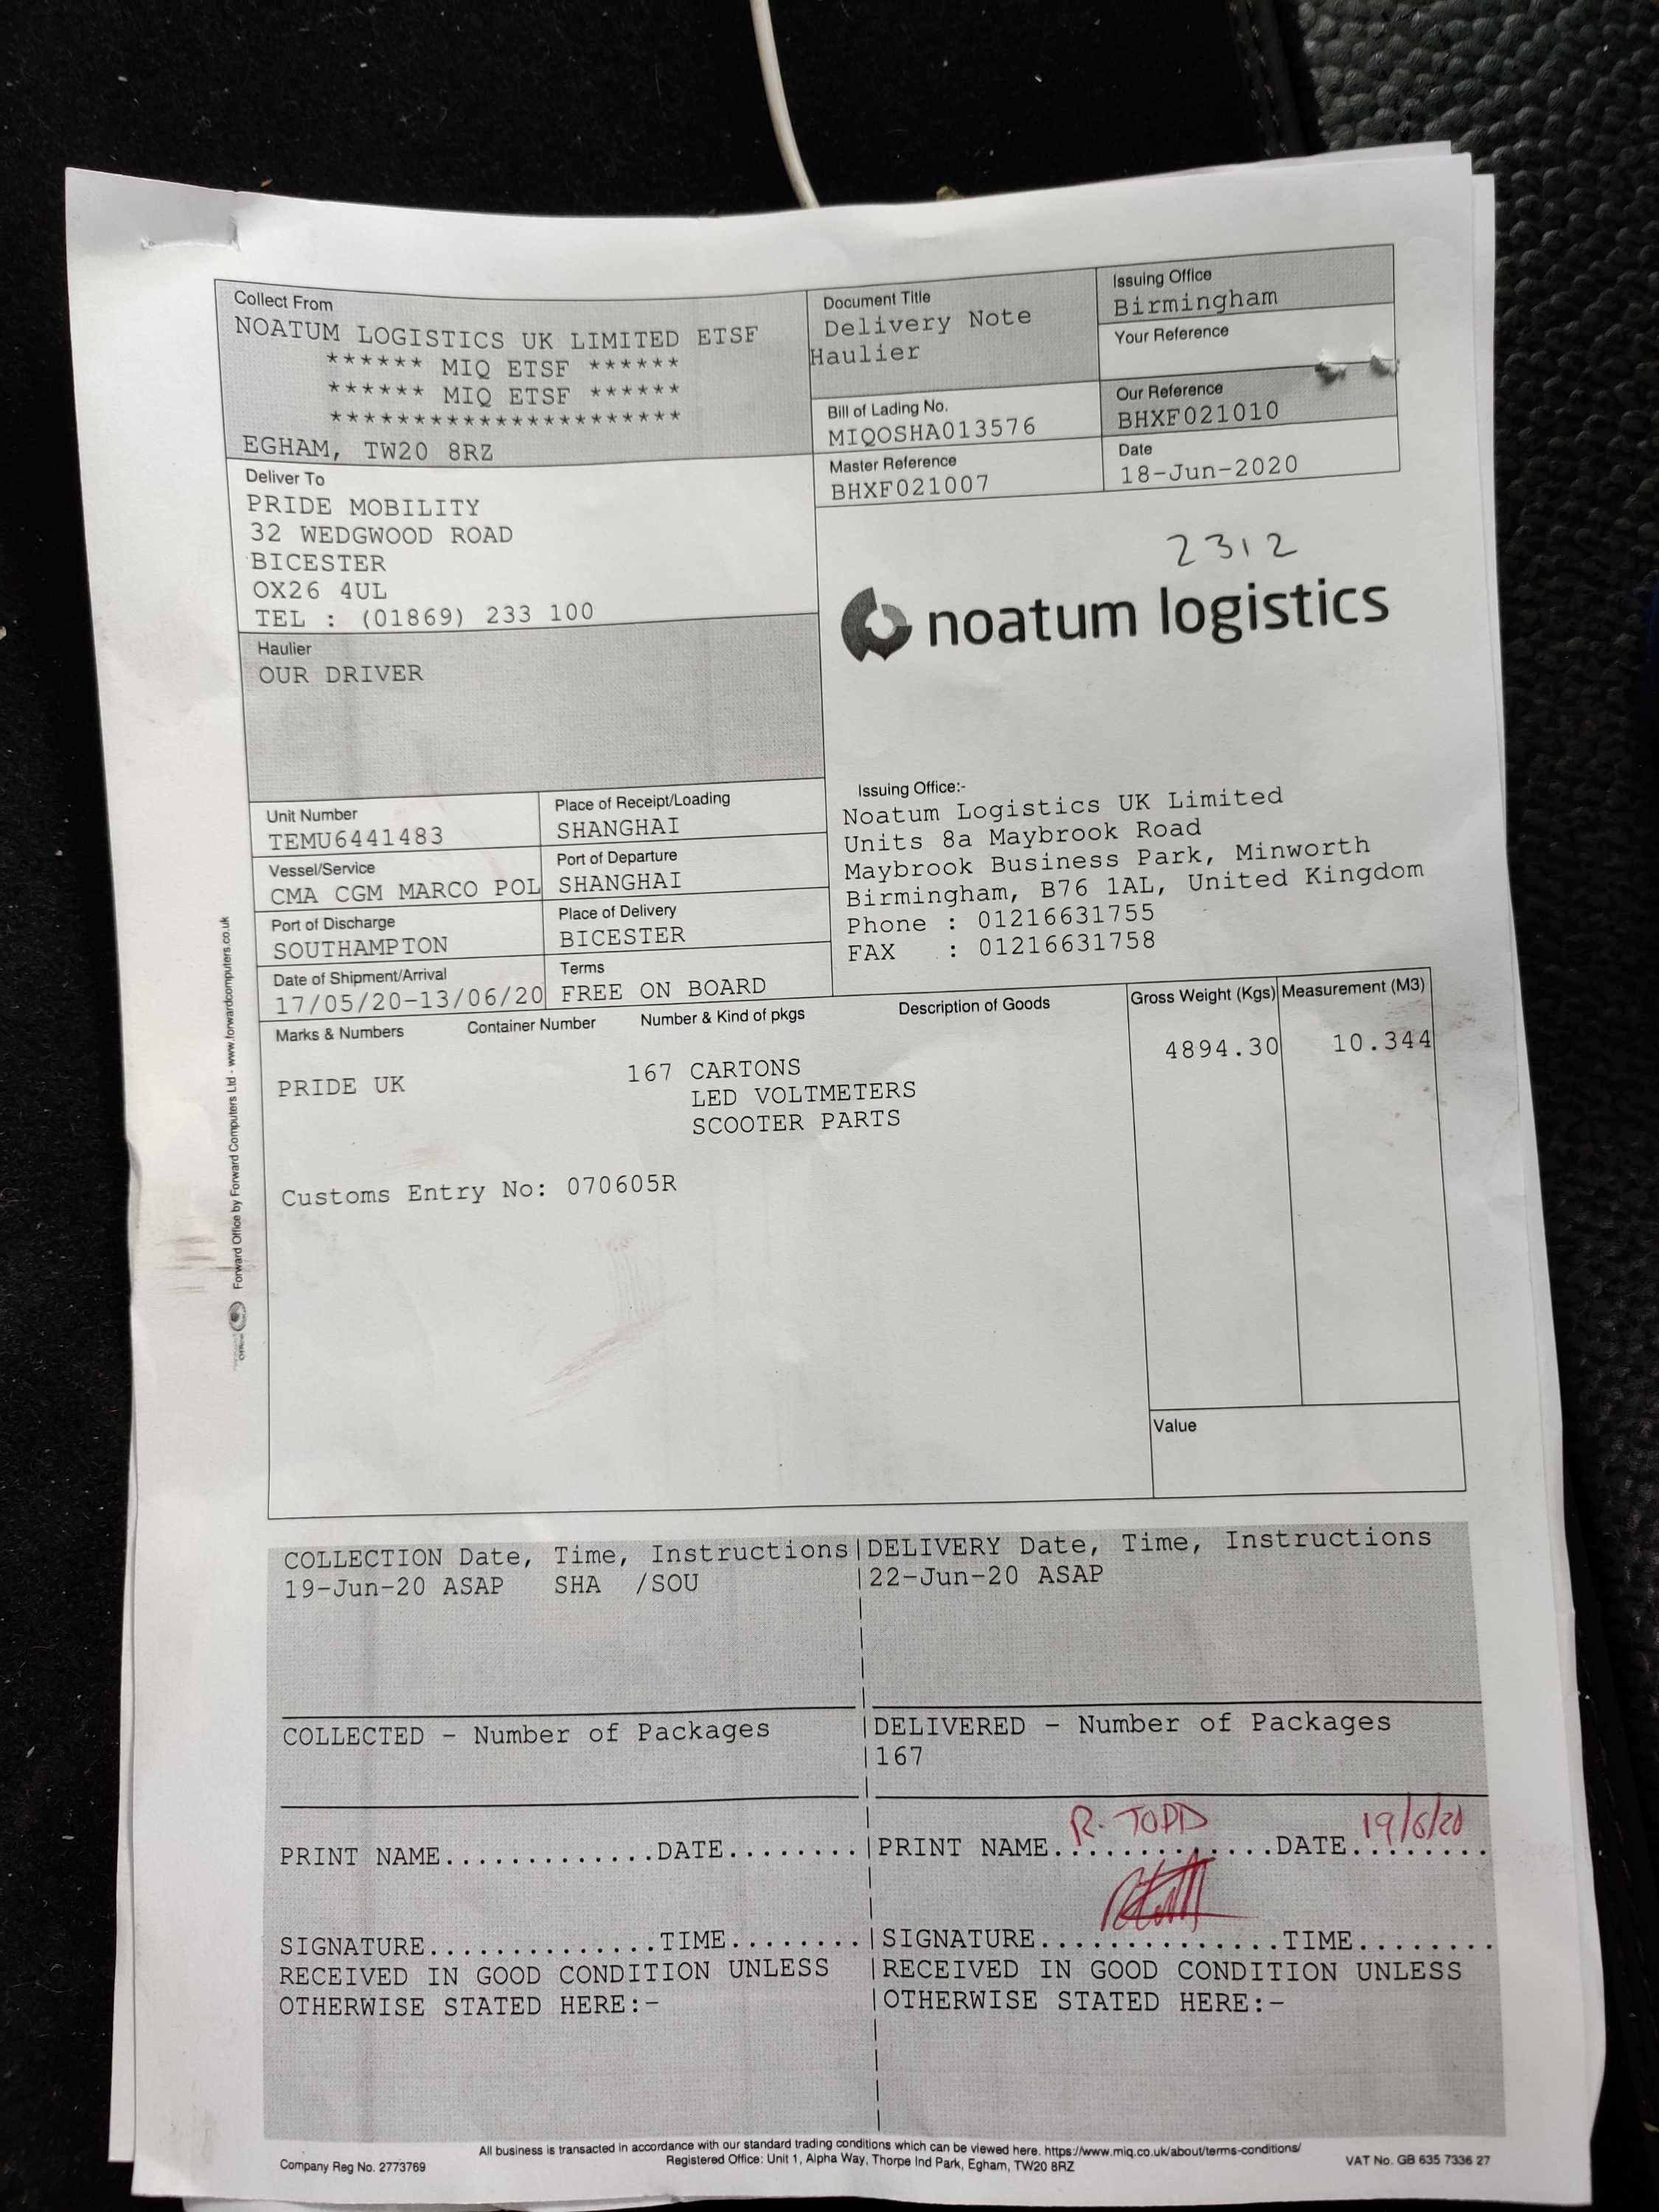 Collect From
NOATUM LOGISTICS UK LIMITED ETSF
****** MIQ ETSF ******
****** MIQ ETSF ******
**********************
EGHAM, TW20 8RZ
Document Title
Delivery Note
Haulier
Issuing Office
Birmingham
Your Reference
Bill of Lading No.
MIQOSHA013576
Our Reference
BHXF021010
Master Reference
BHXF021007
Date
18-Jun-2020
Deliver To
PRIDE MOBILITY
32 WEDGWOOD ROAD
BICESTER
OX26 4UL
TEL : (01869) 233 100
2312
noatum logistics
Haulier
OUR DRIVER
Issuing Office:-
Noatum Logistics UK Limited
Units 8a Maybrook Road
Maybrook Business Park, Minworth
Birmingham, B76 1AL, United Kingdom
Phone : 01216631755
FAX : 01216631758
Unit Number
TEMU6441483
Place of Receipt/Loading
SHANGHAI
Vessel/Service
CMA CGM MARCO POL
Port of Departure
SHANGHAI
Port of Discharge
SOUTHAMPTON
Place of Delivery
BICESTER
Date of Shipment/Arrival
17/05/20-13/06/20
Terms
FREE ON BOARD
Marks & Numbers Container Number Number & Kind of pkgs Description of Goods Gross Weight (Kgs) Measurement (M3)
PRIDE UK 167 CARTONS 4894.30 10.344
LED VOLTMETERS
SCOOTER PARTS
Customs Entry No: 070605R
Value
Forward Office by Forward Computers Ltd - www.forwardcomputers.co.uk
COLLECTION Date, Time, Instructions|DELIVERY Date, Time, Instructions
19-Jun-20 ASAP SHA /SOU |22-Jun-20 ASAP
COLLECTED - Number of Packages |DELIVERED - Number of Packages
|167
R. TODD 19/6/20
PRINT NAME.............DATE........|PRINT NAME..............DATE........
SIGNATURE..............TIME........|SIGNATURE...............TIME........
RECEIVED IN GOOD CONDITION UNLESS |RECEIVED IN GOOD CONDITION UNLESS
OTHERWISE STATED HERE:- |OTHERWISE STATED HERE:-
All business is transacted in accordance with our standard trading conditions which can be viewed here. https://www.miq.co.uk/about/terms-conditions/
Company Reg No. 2773769 Registered Office: Unit 1, Alpha Way, Thorpe Ind Park, Egham, TW20 8RZ VAT No. GB 635 7336 27